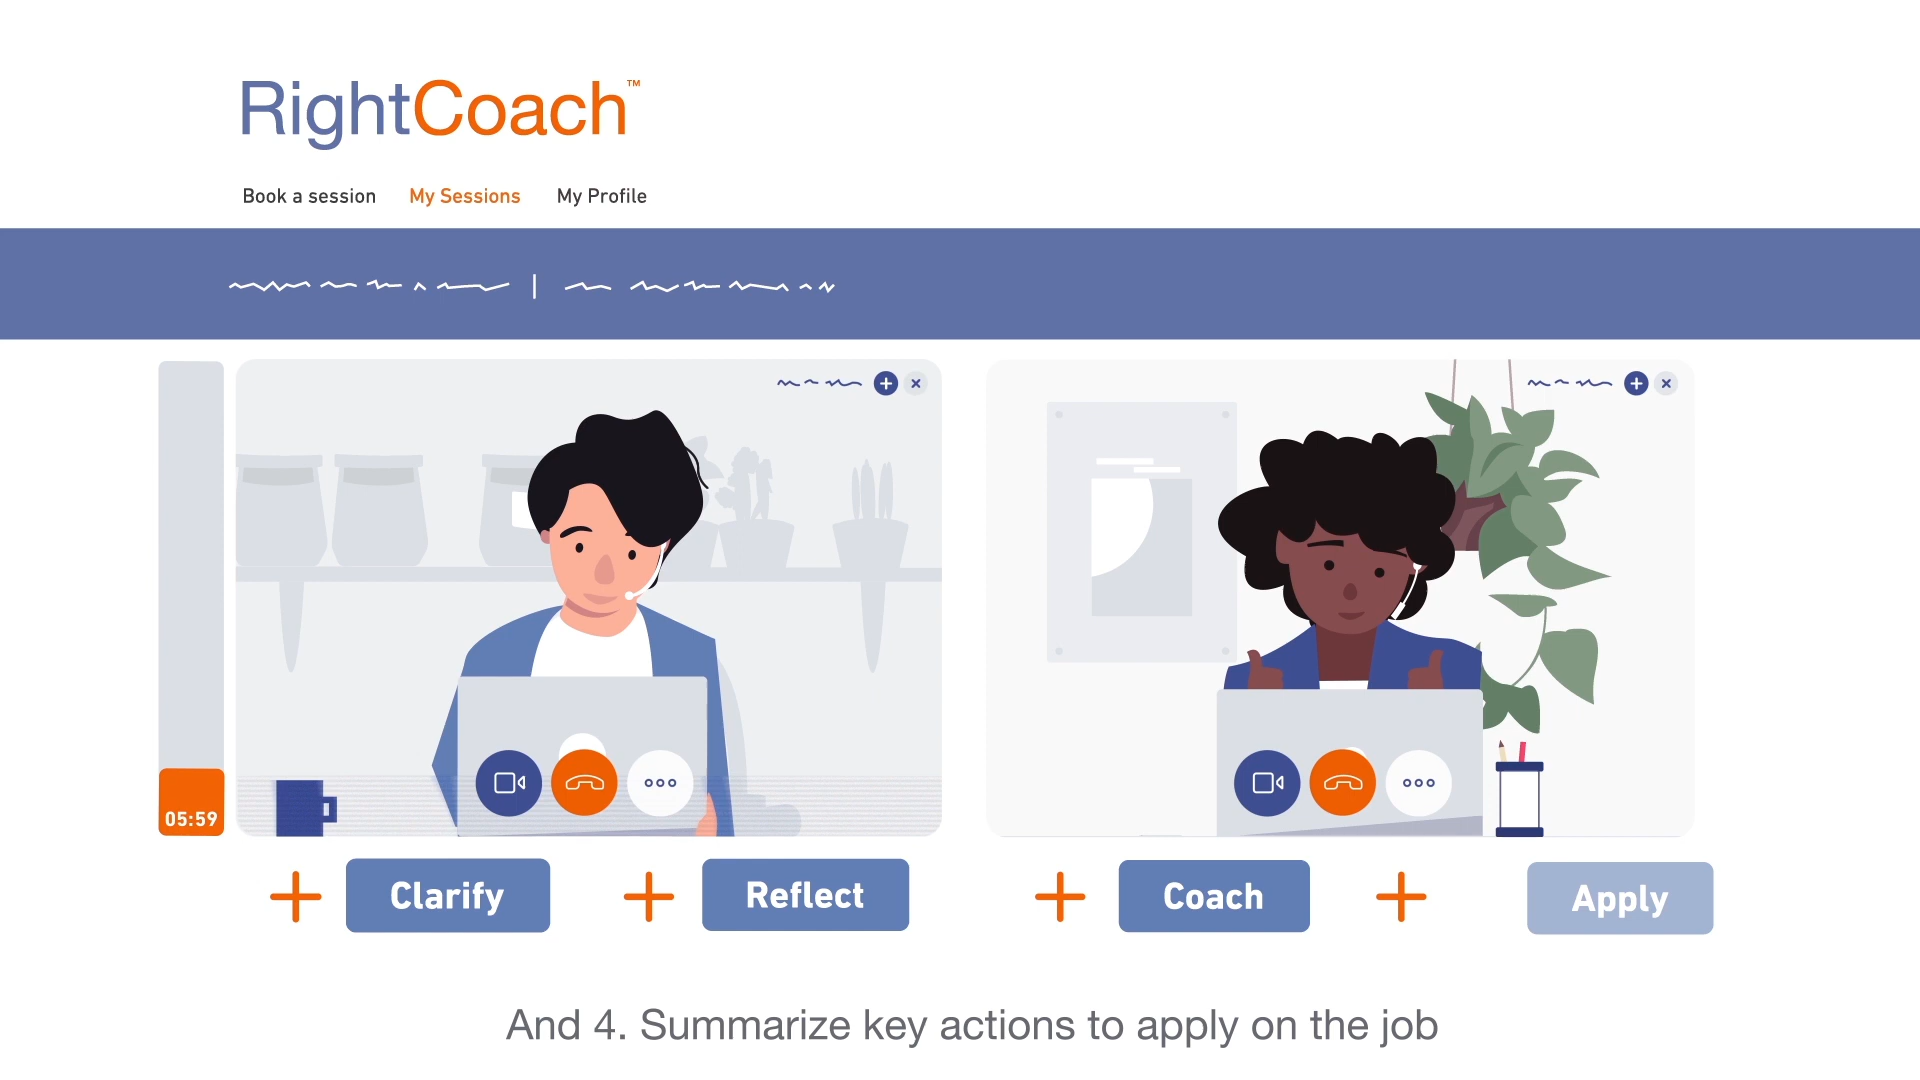 RightCoach™
Book a session My Sessions My Profile
05:59
Clarify Reflect Coach Apply
And 4. Summarize key actions to apply on the job